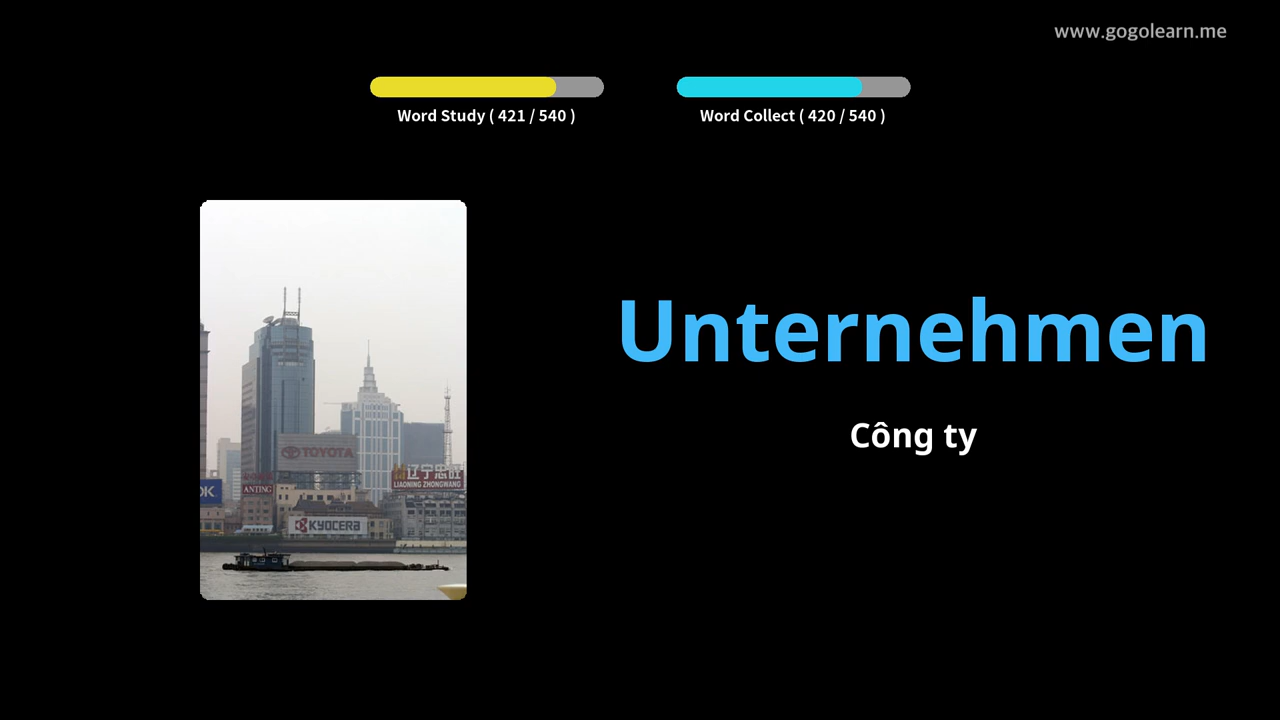 www.gogolearn.me
Word Study ( 421 / 540 )
Word Collect ( 420 / 540 )
Unternehmen
Công ty
TOYOTA
辽宁忠旺
LIAONING ZHONGWANG
ANTING
KYOCERA